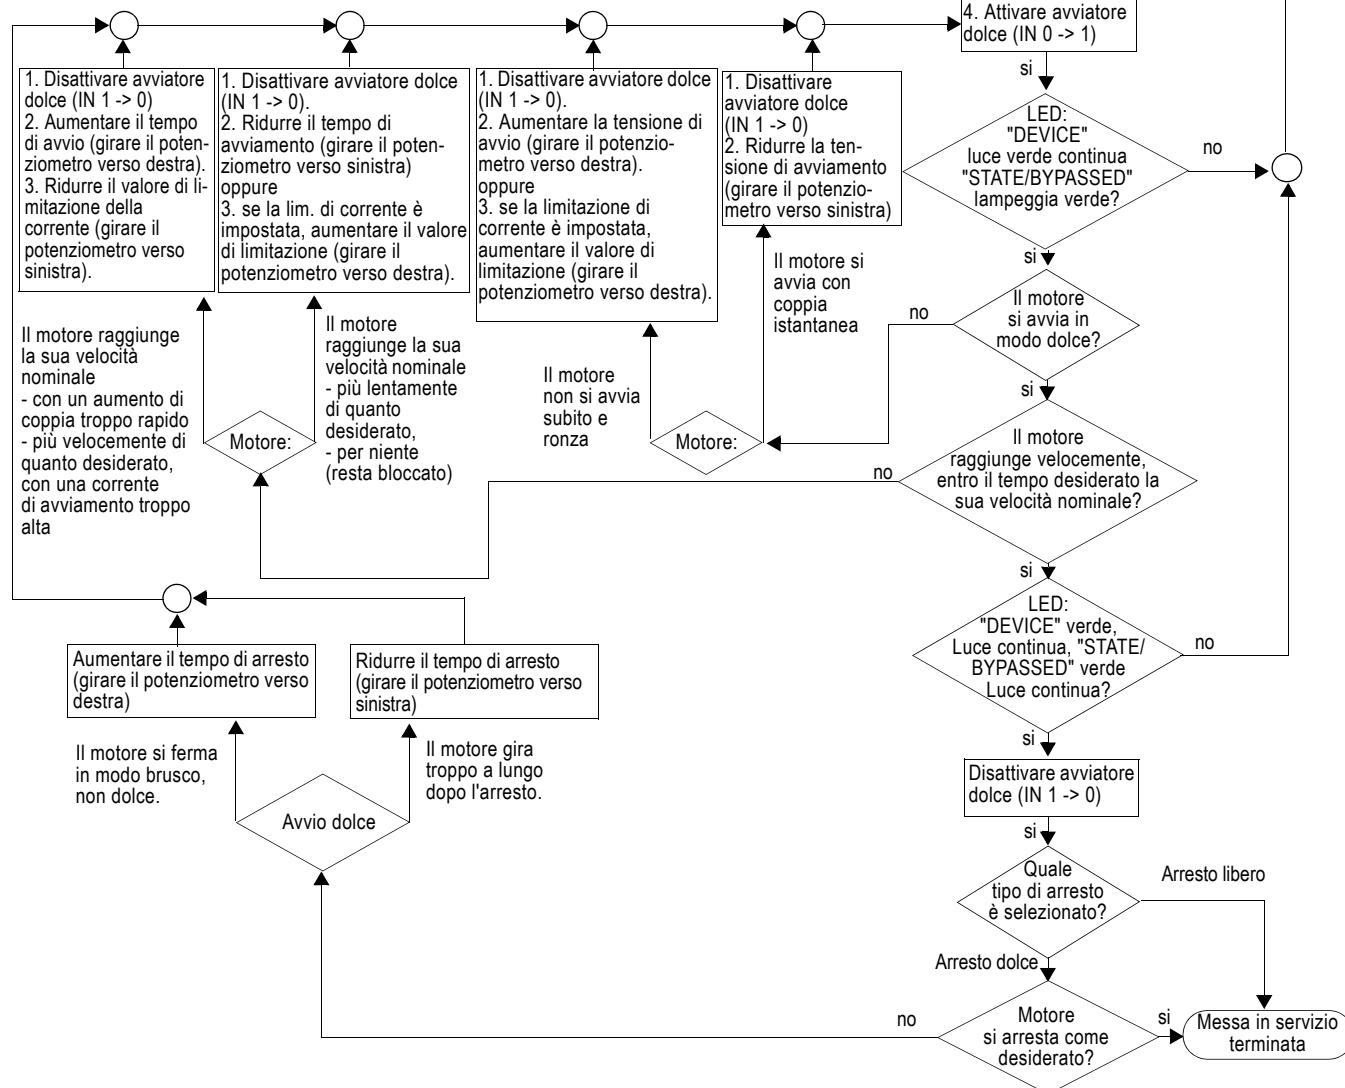 4. Attivare avviatore
dolce (IN 0 -> 1)
si
1. Disattivare avviatore
dolce (IN 1 -> 0)
2. Aumentare il tempo
di avvio (girare il poten-
ziometro verso destra).
3. Ridurre il valore di li-
mitazione della
corrente (girare il
potenziometro verso
sinistra).
1. Disattivare avviatore dolce
(IN 1 -> 0).
2. Ridurre il tempo di
avviamento (girare il poten-
ziometro verso sinistra)
oppure
3. se la lim. di corrente è
impostata, aumentare il valore
di limitazione (girare il
potenziometro verso destra).
1. Disattivare avviatore dolce
(IN 1 -> 0).
2. Aumentare la tensione di
avvio (girare il potenzio-
metro verso destra).
oppure
3. se la limitazione di
corrente è impostata,
aumentare il valore di
limitazione (girare il
potenziometro verso destra).
1. Disattivare
avviatore dolce
(IN 1 -> 0)
2. Ridurre la ten-
sione di avviamento
(girare il potenzio-
metro verso sinistra)
LED:
"DEVICE"
luce verde continua
"STATE/BYPASSED"
lampeggia verde?
no
si
Il motore
si avvia in
modo dolce?
no
si
Il motore raggiunge
la sua velocità
nominale
- con un aumento di
coppia troppo rapido
- più velocemente di
quanto desiderato,
con una corrente
di avviamento troppo
alta
Motore:
Il motore
raggiunge la sua
velocità nominale
- più lentamente
di quanto
desiderato,
- per niente
(resta bloccato)
Il motore
non si avvia
subito e
ronza
Motore:
Il motore si
avvia con
coppia
istantanea
Il motore
raggiunge velocemente,
entro il tempo desiderato la
sua velocità nominale?
no
si
LED:
"DEVICE" verde,
Luce continua, "STATE/
BYPASSED" verde
Luce continua?
no
si
Aumentare il tempo di arresto
(girare il potenziometro verso
destra)
Ridurre il tempo di arresto
(girare il potenziometro verso
sinistra)
Il motore si ferma
in modo brusco,
non dolce.
Il motore gira
troppo a lungo
dopo l'arresto.
Avvio dolce
Disattivare avviatore
dolce (IN 1 -> 0)
si
Quale
tipo di arresto
è selezionato?
Arresto libero
Arresto dolce
Motore
si arresta come
desiderato?
no
si
Messa in servizio
terminata